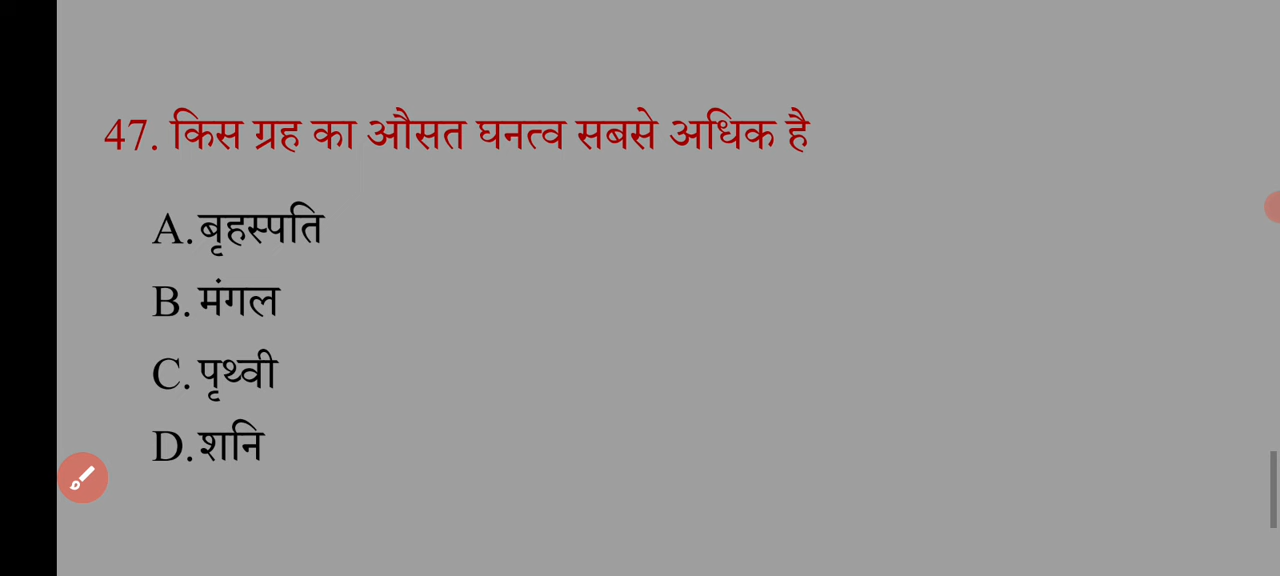 47. किस ग्रह का औसत घनत्व सबसे अधिक है
A. बृहस्पति
B. मंगल
C. पृथ्वी
D. शनि